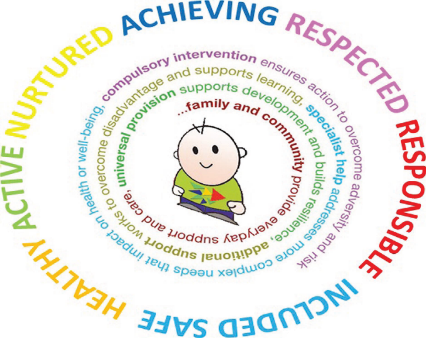 SAFE HEALTHY ACTIVE NURTURED ACHIEVING RESPECTED RESPONSIBLE INCLUDED
...family and community provide everyday support and care,
universal provision supports development and builds resilience,
additional support works to overcome disadvantage and supports learning,
specialist help addresses more complex needs that impact on health or well-being,
compulsory intervention ensures action to overcome adversity and risk